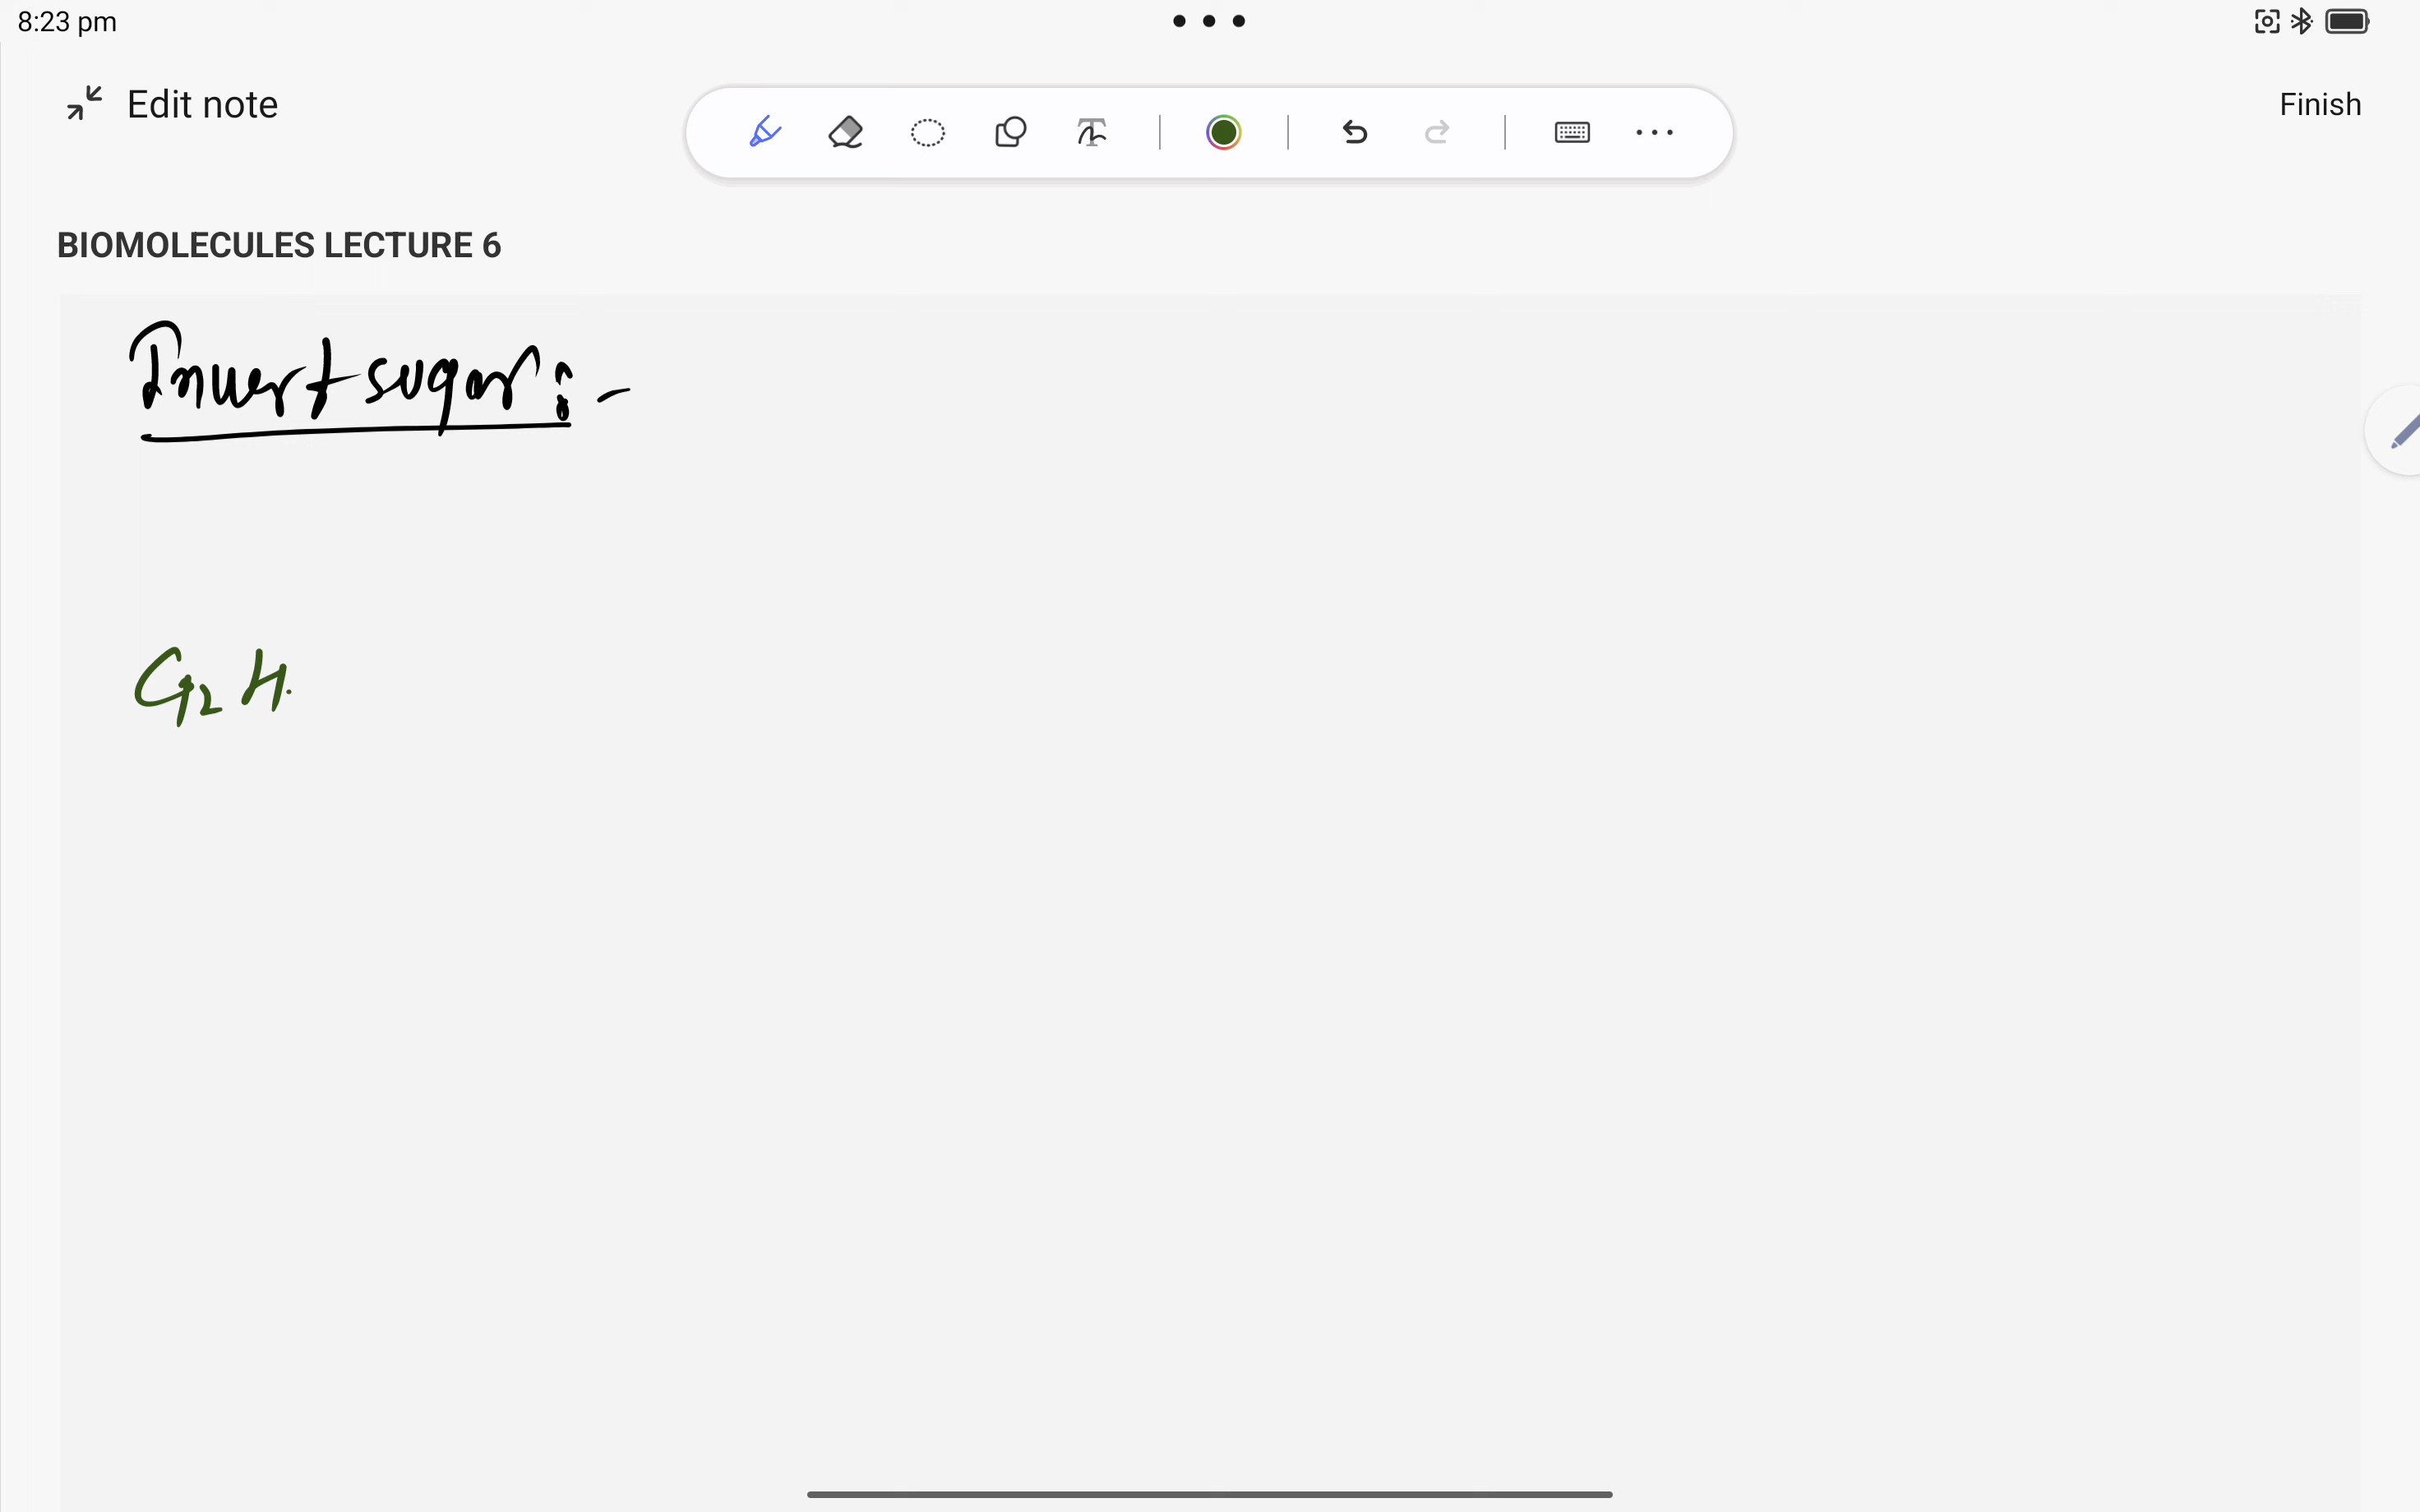 8:23 pm
Edit note
Finish
BIOMOLECULES LECTURE 6
Invert sugar:-
C12 H